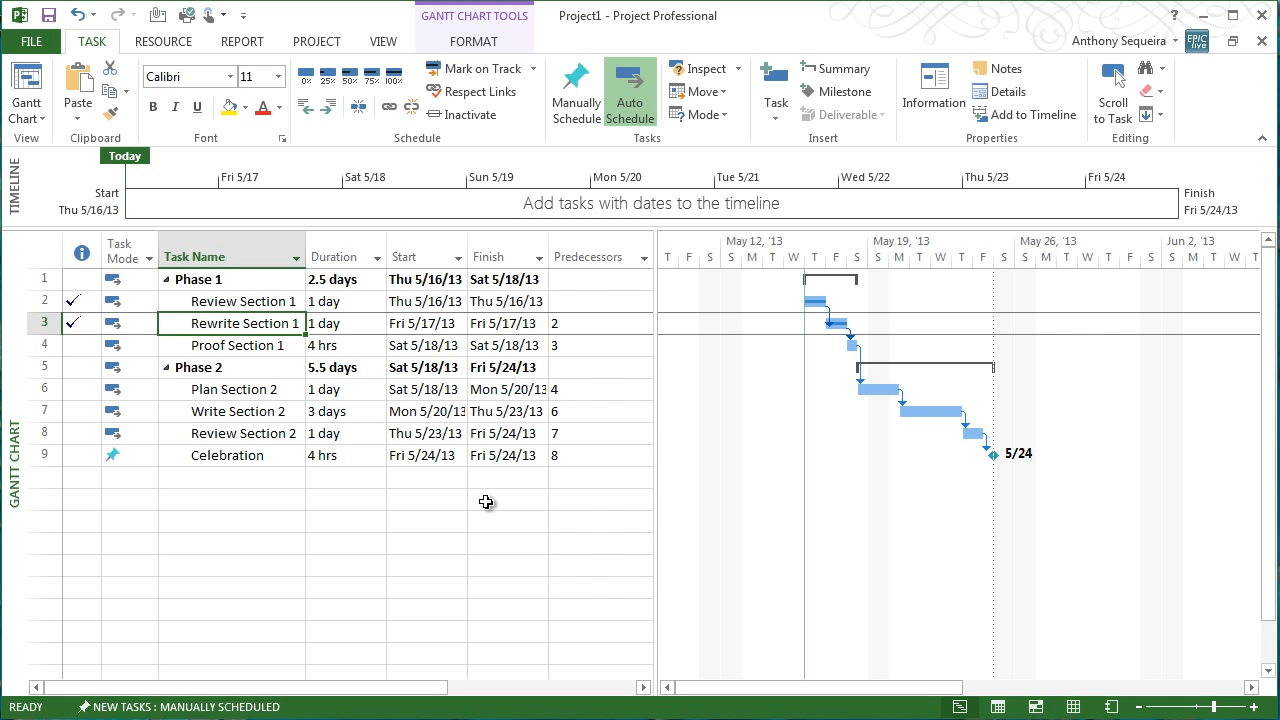 GANTT CHART TOOLS
Project1 - Project Professional
?
FILE TASK RESOURCE REPORT PROJECT VIEW FORMAT
Anthony Sequeira EPIC live
Gantt Chart
Paste
Calibri 11
B I U A
0% 25% 50% 75% 100%
Mark on Track
Respect Links
Inactivate
Manually Schedule
Auto Schedule
Inspect
Move
Mode
Task
Summary
Milestone
Deliverable
Information
Notes
Details
Add to Timeline
Scroll to Task
View Font Schedule Tasks Insert Properties Editing
TIMELINE
Today
Fri 5/17 Sat 5/18 Sun 5/19 Mon 5/20 Tue 5/21 Wed 5/22 Thu 5/23 Fri 5/24
Start
Thu 5/16/13
Add tasks with dates to the timeline
Finish
Fri 5/24/13
GANTT CHART
Task Mode Task Name Duration Start Finish Predecessors
May 12, '13 May 19, '13 May 26, '13 Jun 2, '13
T F S S M T W T F S S M T W T F S S M T W T F S S M T W T
1 Phase 1 2.5 days Thu 5/16/13 Sat 5/18/13
2 Review Section 1 1 day Thu 5/16/13 Thu 5/16/13
3 Rewrite Section 1 1 day Fri 5/17/13 Fri 5/17/13 2
4 Proof Section 1 4 hrs Sat 5/18/13 Sat 5/18/13 3
5 Phase 2 5.5 days Sat 5/18/13 Fri 5/24/13
6 Plan Section 2 1 day Sat 5/18/13 Mon 5/20/13 4
7 Write Section 2 3 days Mon 5/20/13 Thu 5/23/13 6
8 Review Section 2 1 day Thu 5/23/13 Fri 5/24/13 7
9 Celebration 4 hrs Fri 5/24/13 Fri 5/24/13 8
5/24
READY NEW TASKS : MANUALLY SCHEDULED